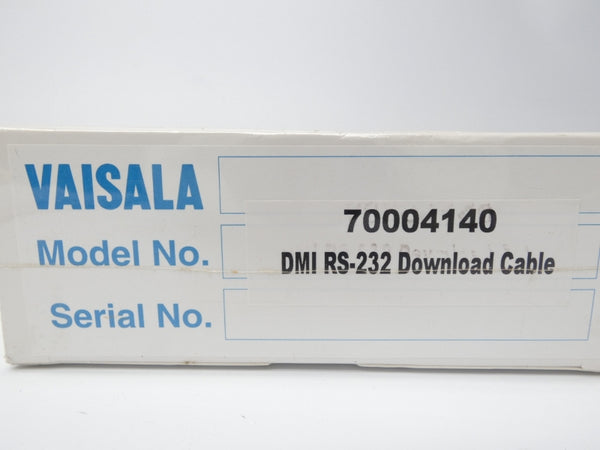 VAISALA
70004140
Model No.
DMI RS-232 Download Cable
Serial No.